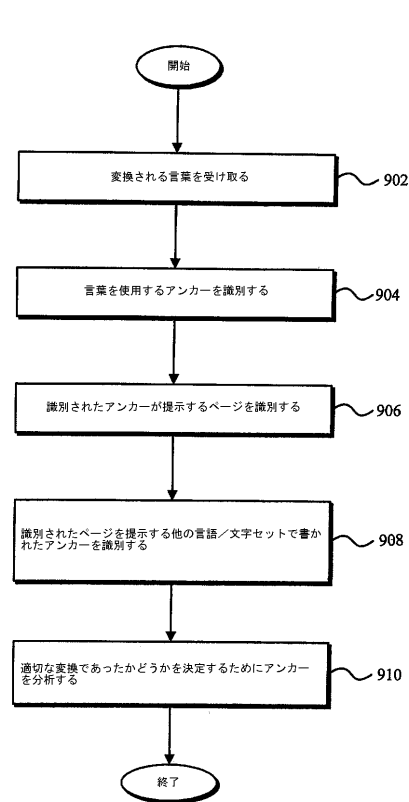 開始
変換される言葉を受け取る
902
言葉を使用するアンカーを識別する
904
識別されたアンカーが提示するページを識別する
906
識別されたページを提示する他の言語/文字セットで書か
れたアンカーを識別する
908
適切な変換であったかどうかを決定するためにアンカー
を分析する
910
終了